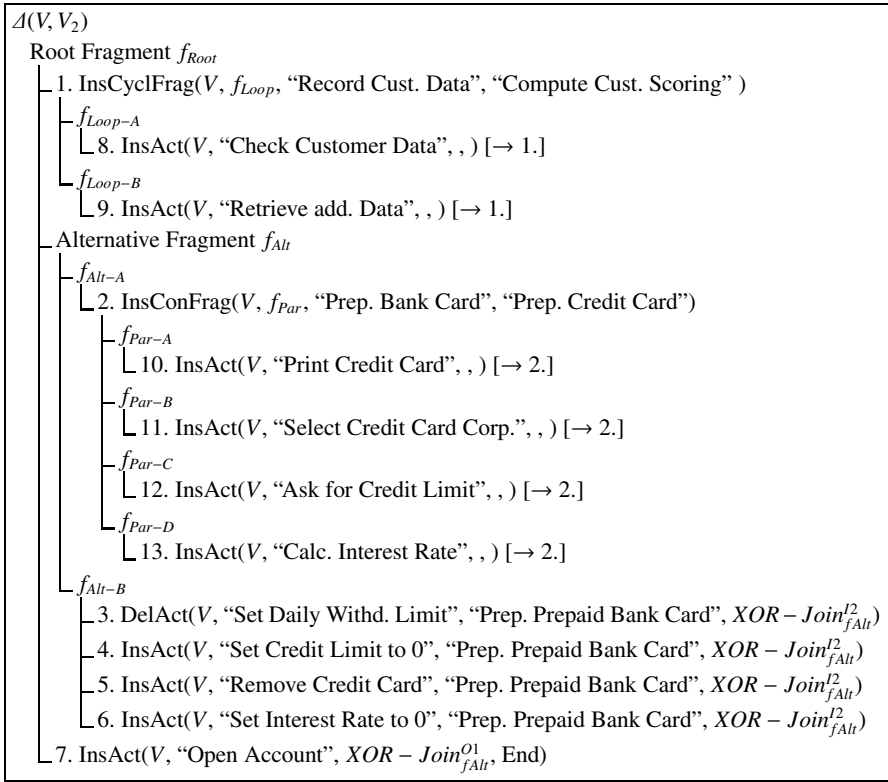 Δ(V, V₂)
Root Fragment f_Root
1. InsCyclFrag(V, f_Loop, “Record Cust. Data”, “Compute Cust. Scoring” )
f_Loop−A
8. InsAct(V, “Check Customer Data”, , ) [→ 1.]
f_Loop−B
9. InsAct(V, “Retrieve add. Data”, , ) [→ 1.]
Alternative Fragment f_Alt
f_Alt−A
2. InsConFrag(V, f_Par, “Prep. Bank Card”, “Prep. Credit Card”)
f_Par−A
10. InsAct(V, “Print Credit Card”, , ) [→ 2.]
f_Par−B
11. InsAct(V, “Select Credit Card Corp.”, , ) [→ 2.]
f_Par−C
12. InsAct(V, “Ask for Credit Limit”, , ) [→ 2.]
f_Par−D
13. InsAct(V, “Calc. Interest Rate”, , ) [→ 2.]
f_Alt−B
3. DelAct(V, “Set Daily Withd. Limit”, “Prep. Prepaid Bank Card”, XOR − Join^I2_fAlt)
4. InsAct(V, “Set Credit Limit to 0”, “Prep. Prepaid Bank Card”, XOR − Join^I2_fAlt)
5. InsAct(V, “Remove Credit Card”, “Prep. Prepaid Bank Card”, XOR − Join^I2_fAlt)
6. InsAct(V, “Set Interest Rate to 0”, “Prep. Prepaid Bank Card”, XOR − Join^I2_fAlt)
7. InsAct(V, “Open Account”, XOR − Join^O1_fAlt, End)